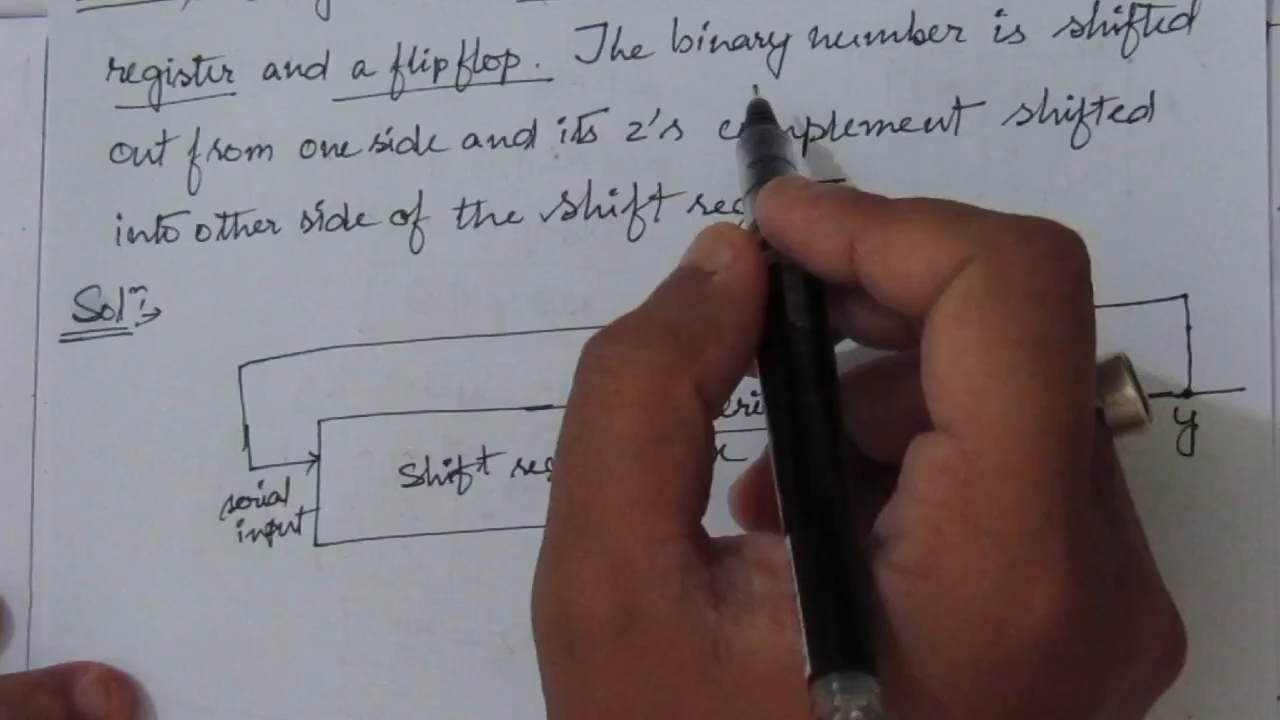 register and a flipflop. The binary number is shifted
out from one side and its 2's complement shifted
into other side of the shift
Solⁿ:→
y
Shift
serial
input
x